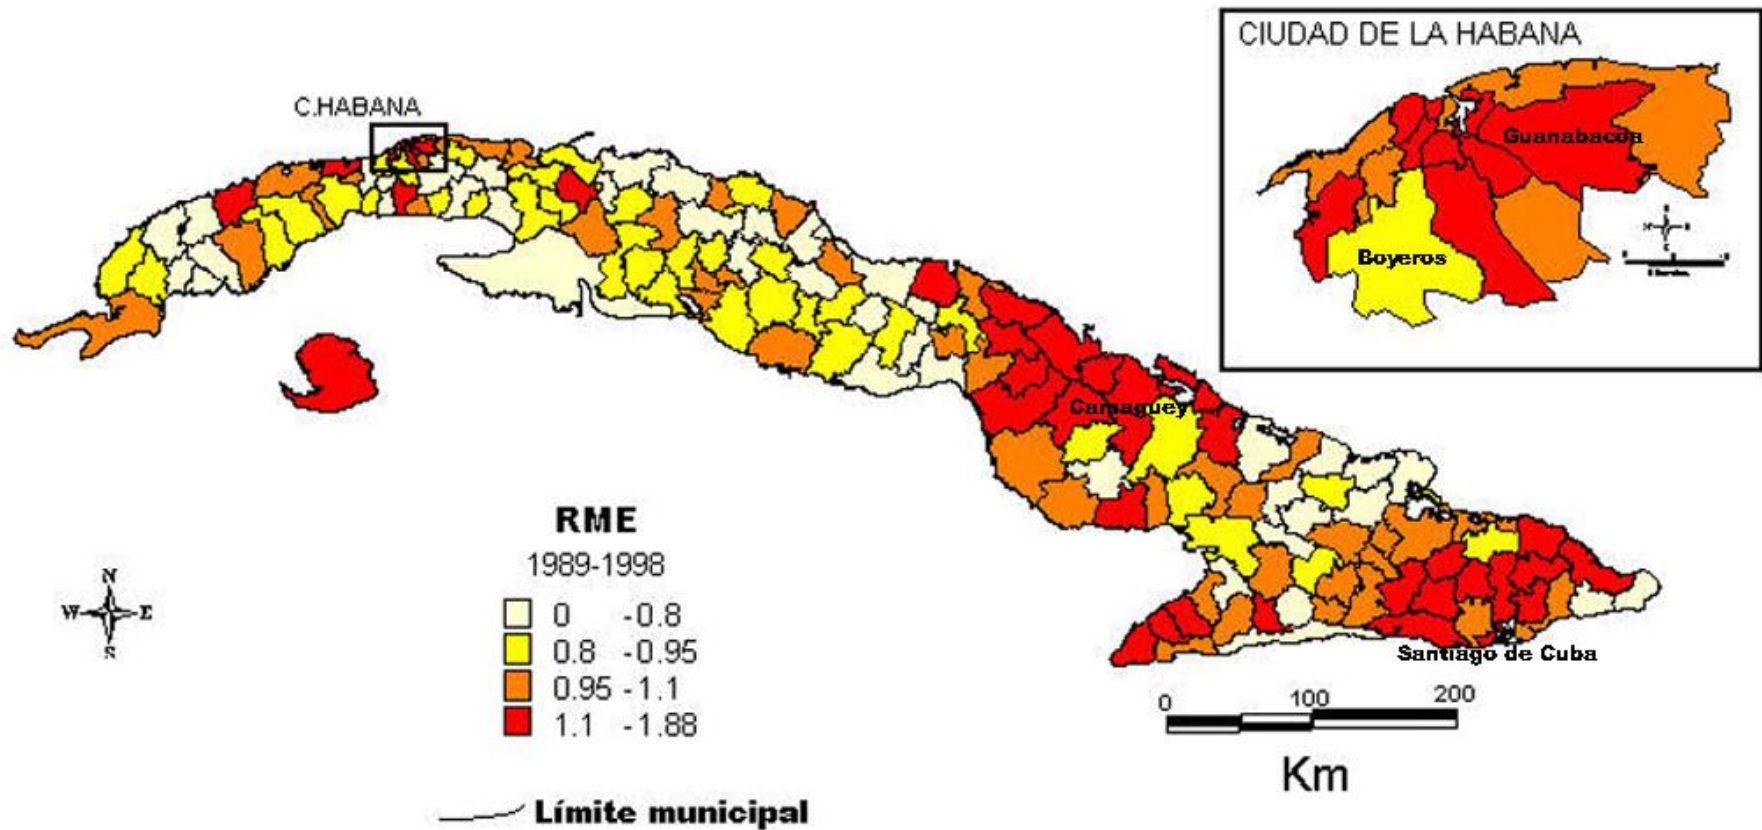 CIUDAD DE LA HABANA
C.HABANA
Guanabacoa
Boyeros
Camaguey
RME
1989-1998
0 -0.8
0.8 -0.95
0.95 -1.1
1.1 -1.88
N
W E
S
Santiago de Cuba
0 100 200
Km
Límite municipal